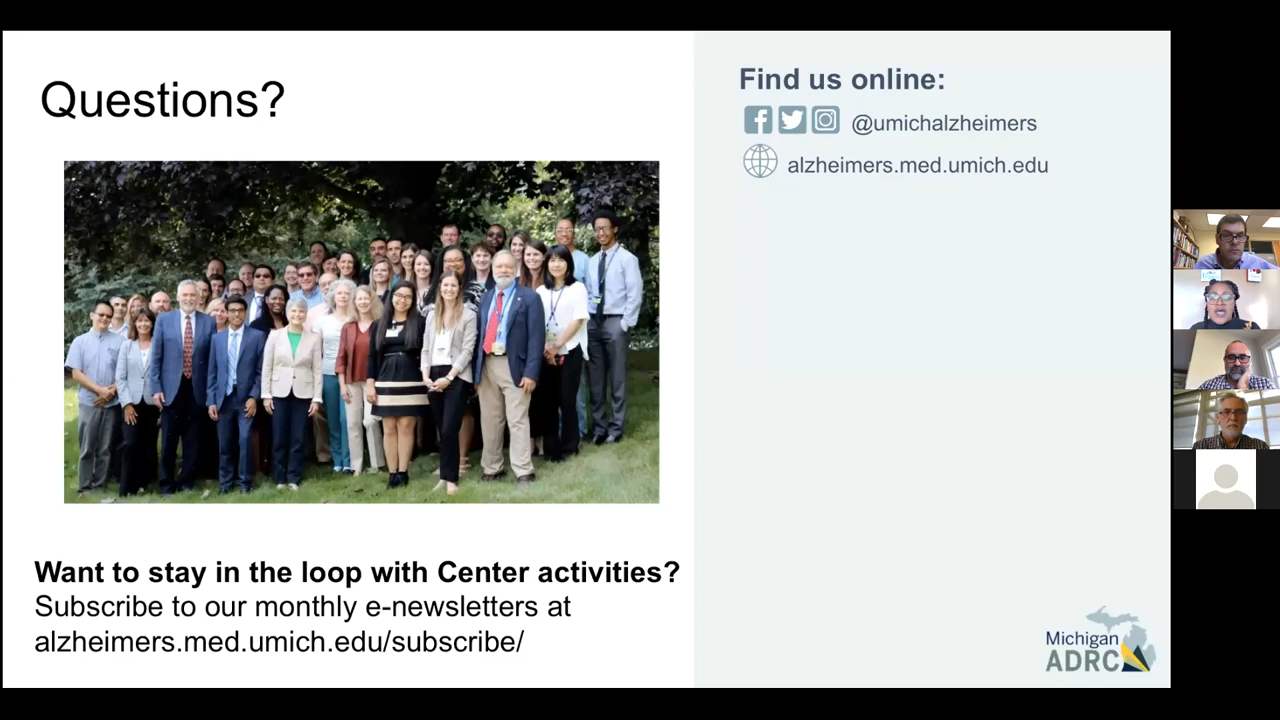 Questions?
Want to stay in the loop with Center activities?
Subscribe to our monthly e-newsletters at
alzheimers.med.umich.edu/subscribe/
Find us online:
@umichalzheimers
alzheimers.med.umich.edu
Michigan
ADRC